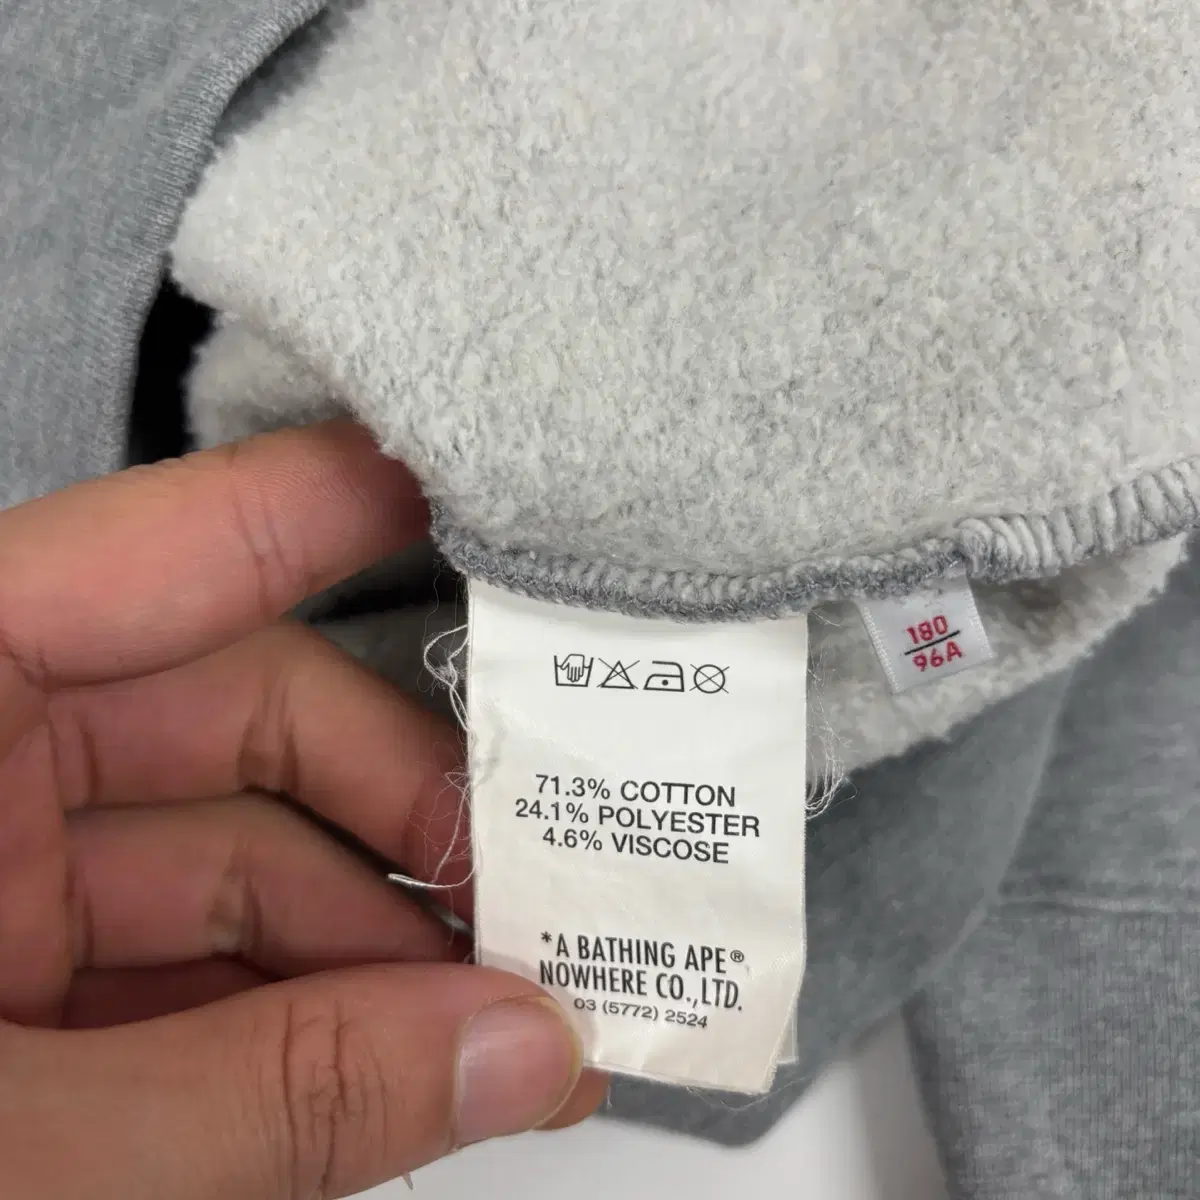 180
96A
71.3% COTTON
24.1% POLYESTER
4.6% VISCOSE
*A BATHING APE®
NOWHERE CO.,LTD.
03 (5772) 2524